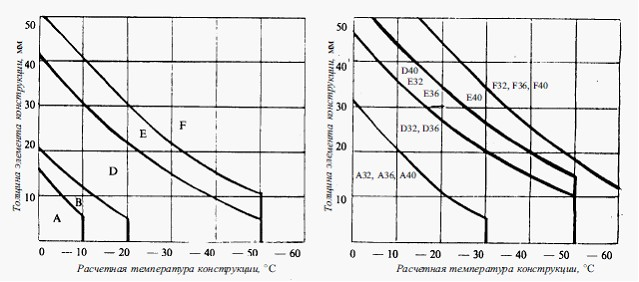 Толщина элемента конструкции, мм
50
40
30
20
10
A
B
D
E
F
0 — 10 — 20 — 30 — 40 — 50 — 60
Расчетная температура конструкции, °С
Толщина элемента конструкции, мм
50
40
30
20
10
D40
E32
E36
E40
F32, F36, F40
D32, D36
A32, A36, A40
0 — 10 — 20 — 30 — 40 — 50 — 60
Расчетная температура конструкции, °С